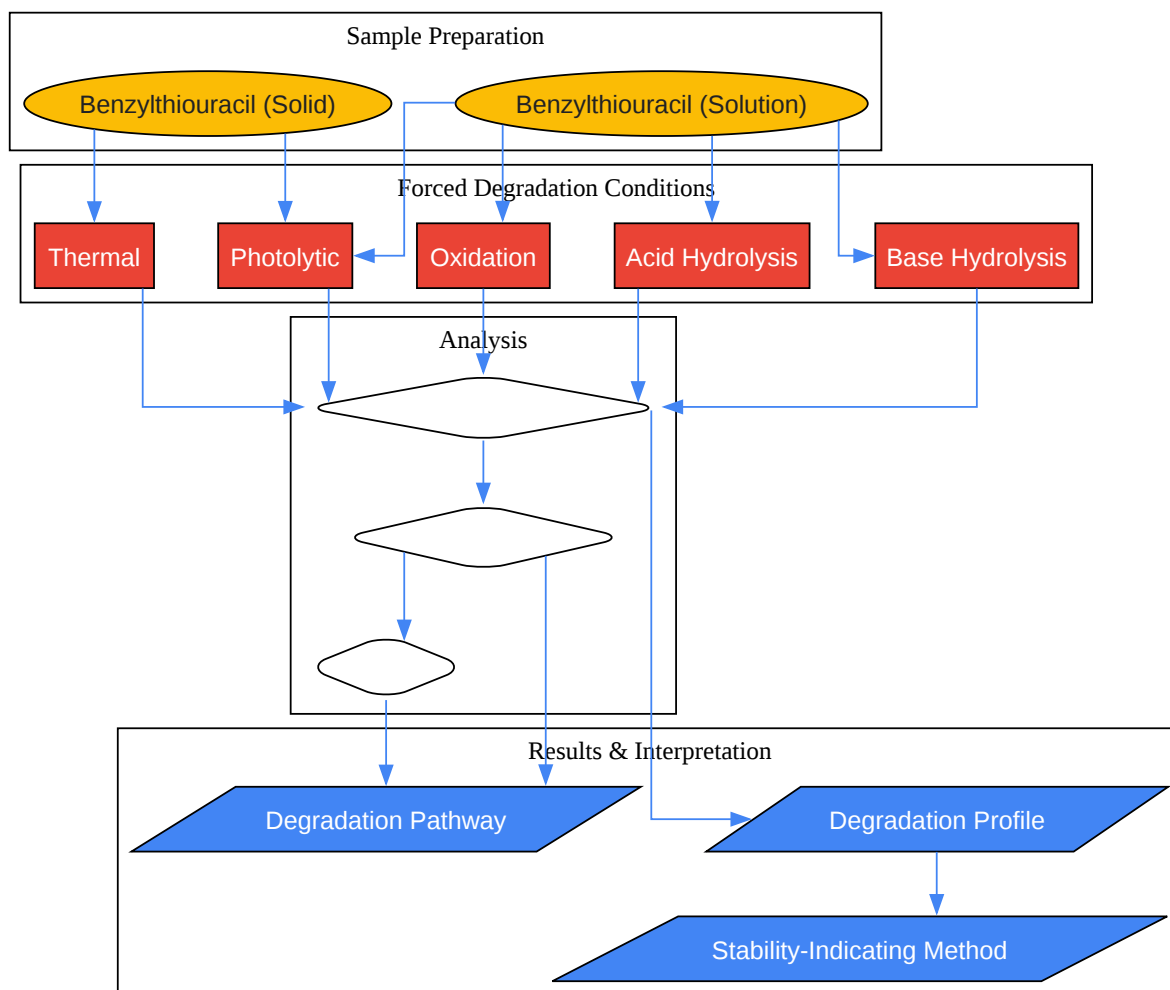 Sample Preparation
Benzylthiouracil (Solid)
Benzylthiouracil (Solution)
Forced Degradation Conditions
Thermal
Photolytic
Oxidation
Acid Hydrolysis
Base Hydrolysis
Analysis
Results & Interpretation
Degradation Pathway
Degradation Profile
Stability-Indicating Method